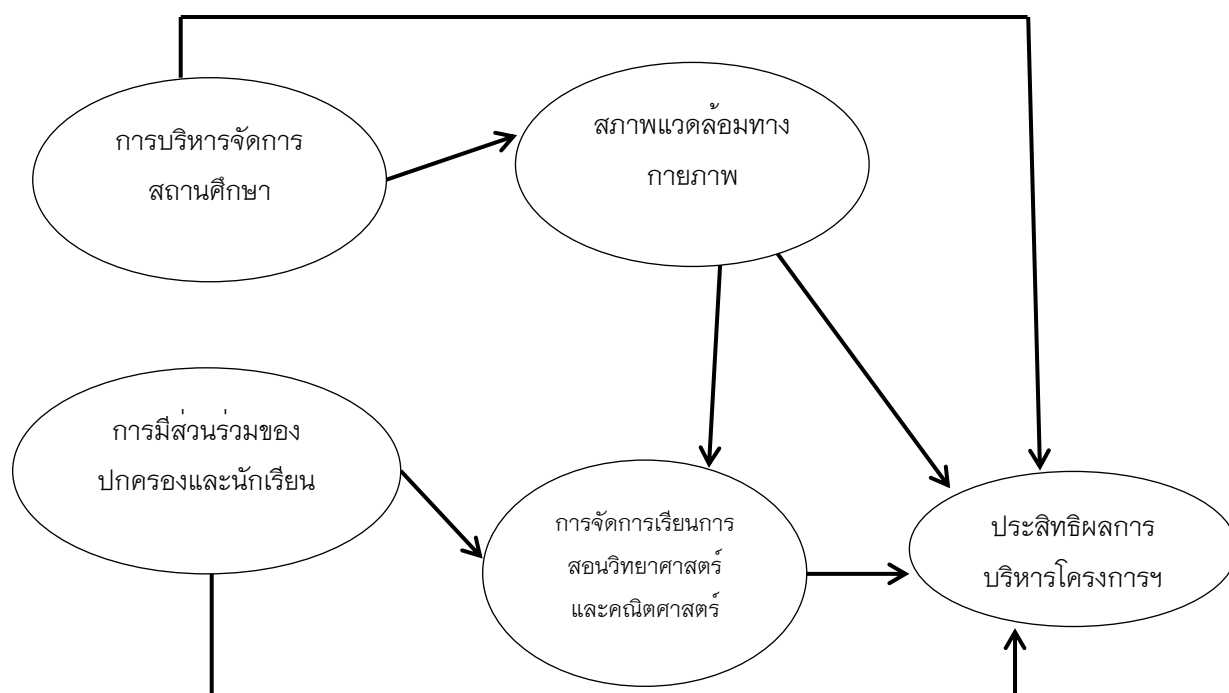 การบริหารจัดการ
สถานศึกษา
สภาพแวดล้อมทาง
กายภาพ
การมีส่วนร่วมของ
ปกครองและนักเรียน
การจัดการเรียนการ
สอนวิทยาศาสตร์
และคณิตศาสตร์
ประสิทธิผลการ
บริหารโครงการฯ